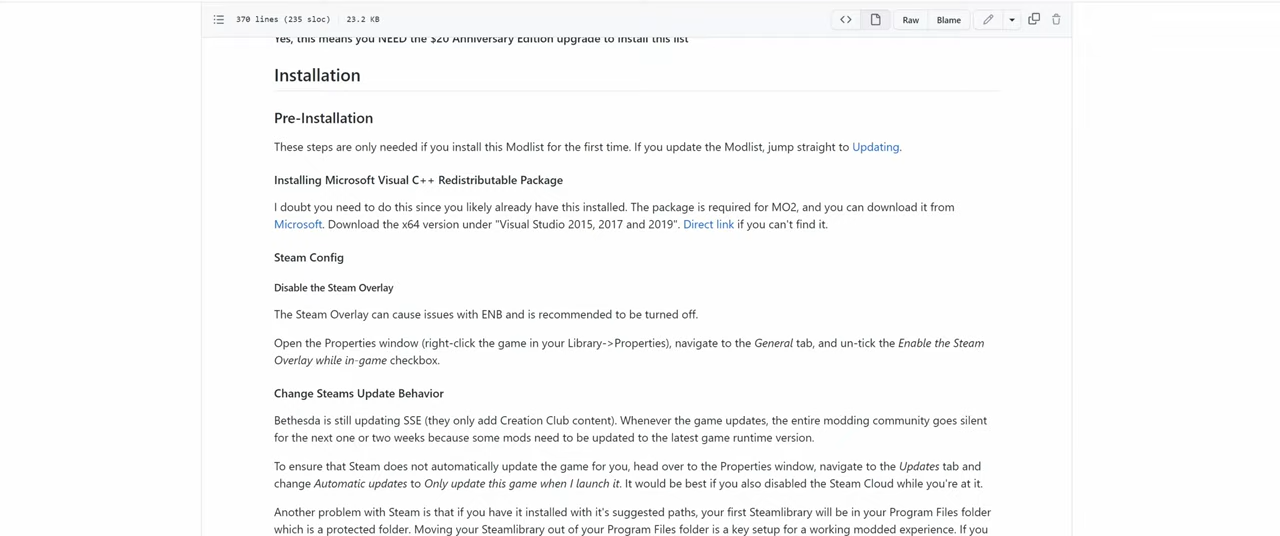 370 lines (235 sloc) 23.2 KB
<> Raw Blame
Yes, this means you NEED the $20 Anniversary Edition upgrade to install this list
Installation
Pre-Installation
These steps are only needed if you install this Modlist for the first time. If you update the Modlist, jump straight to Updating.
Installing Microsoft Visual C++ Redistributable Package
I doubt you need to do this since you likely already have this installed. The package is required for MO2, and you can download it from
Microsoft. Download the x64 version under "Visual Studio 2015, 2017 and 2019". Direct link if you can't find it.
Steam Config
Disable the Steam Overlay
The Steam Overlay can cause issues with ENB and is recommended to be turned off.
Open the Properties window (right-click the game in your Library->Properties), navigate to the General tab, and un-tick the Enable the Steam
Overlay while in-game checkbox.
Change Steams Update Behavior
Bethesda is still updating SSE (they only add Creation Club content). Whenever the game updates, the entire modding community goes silent
for the next one or two weeks because some mods need to be updated to the latest game runtime version.
To ensure that Steam does not automatically update the game for you, head over to the Properties window, navigate to the Updates tab and
change Automatic updates to Only update this game when I launch it. It would be best if you also disabled the Steam Cloud while you're at it.
Another problem with Steam is that if you have it installed with it's suggested paths, your first Steamlibrary will be in your Program Files folder
which is a protected folder. Moving your Steamlibrary out of your Program Files folder is a key setup for a working modded experience. If you